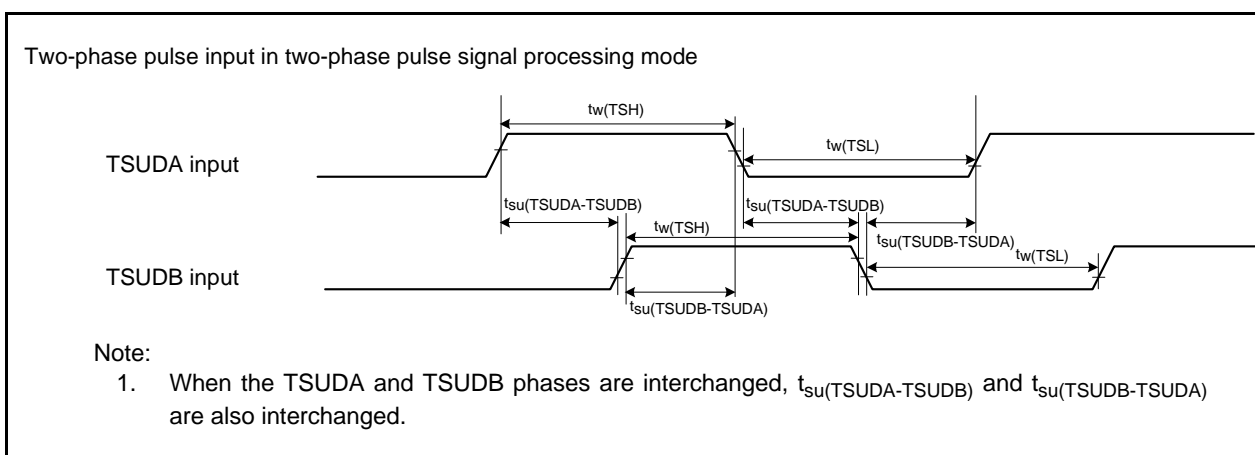 Two-phase pulse input in two-phase pulse signal processing mode
tw(TSH)
tw(TSL)
TSUDA input
tsu(TSUDA-TSUDB)
tsu(TSUDA-TSUDB)
tw(TSH)
tsu(TSUDB-TSUDA)
tw(TSL)
TSUDB input
tsu(TSUDB-TSUDA)
Note:
1. When the TSUDA and TSUDB phases are interchanged, tsu(TSUDA-TSUDB) and tsu(TSUDB-TSUDA)
are also interchanged.